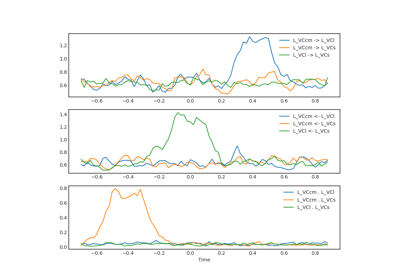 1.2
1.0
0.8
0.6
L_VCcm -> L_VCl
L_VCcm -> L_VCs
L_VCl -> L_VCs
−0.6 −0.4 −0.2 0.0 0.2 0.4 0.6 0.8
1.4
1.2
1.0
0.8
0.6
L_VCcm <- L_VCl
L_VCcm <- L_VCs
L_VCl <- L_VCs
−0.6 −0.4 −0.2 0.0 0.2 0.4 0.6 0.8
0.8
0.6
0.4
0.2
0.0
L_VCcm . L_VCl
L_VCcm . L_VCs
L_VCl . L_VCs
−0.6 −0.4 −0.2 0.0 0.2 0.4 0.6 0.8
Time